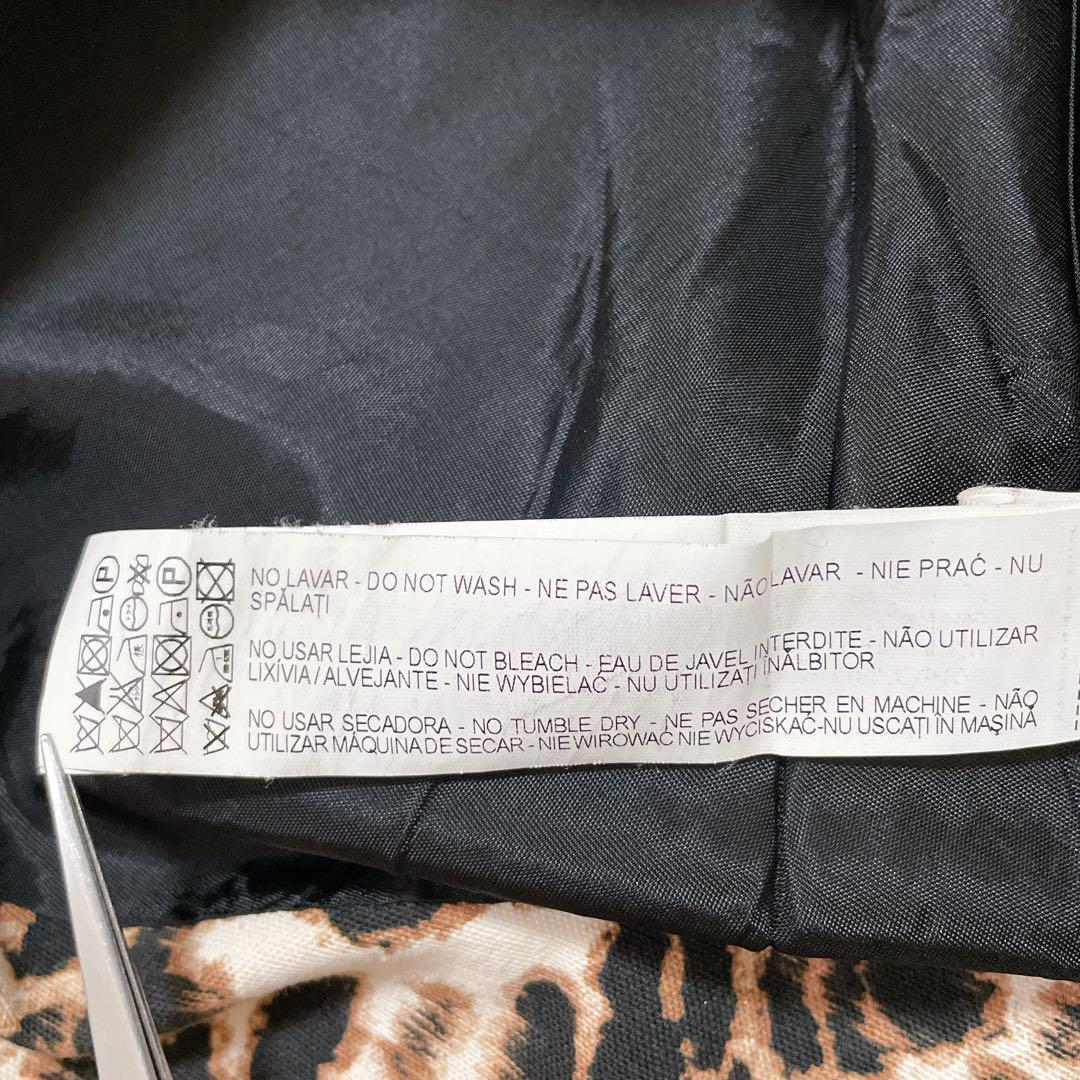 NO LAVAR - DO NOT WASH - NE PAS LAVER - NÃO LAVAR - NIE PRAĆ - NU
SPĂLAȚI
NO USAR LEJIA - DO NOT BLEACH - EAU DE JAVEL INTERDITE - NÃO UTILIZAR
LIXÍVIA / ALVEJANTE - NIE WYBIELAĆ - NU UTILIZAȚI ÎNĂLBITOR
NO USAR SECADORA - NO TUMBLE DRY - NE PAS SECHER EN MACHINE - NÃO
UTILIZAR MÁQUINA DE SECAR - NIE WIROWAĆ NIE WYCISKAĆ-NU USCAȚI ÎN MAȘINĂ
P
P